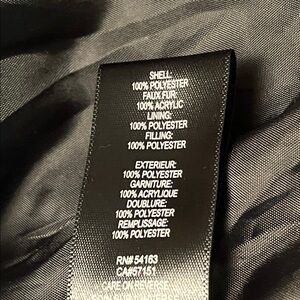 SHELL:
100% POLYESTER
FAUX FUR:
100% ACRYLIC
LINING:
100% POLYESTER
FILLING:
100% POLYESTER
EXTERIEUR:
100% POLYESTER
GARNITURE:
100% ACRYLIQUE
DOUBLURE:
100% POLYESTER
REMPLISSAGE:
100% POLYESTER
RN# 54163
CA#57151
CARE ON REVERSE